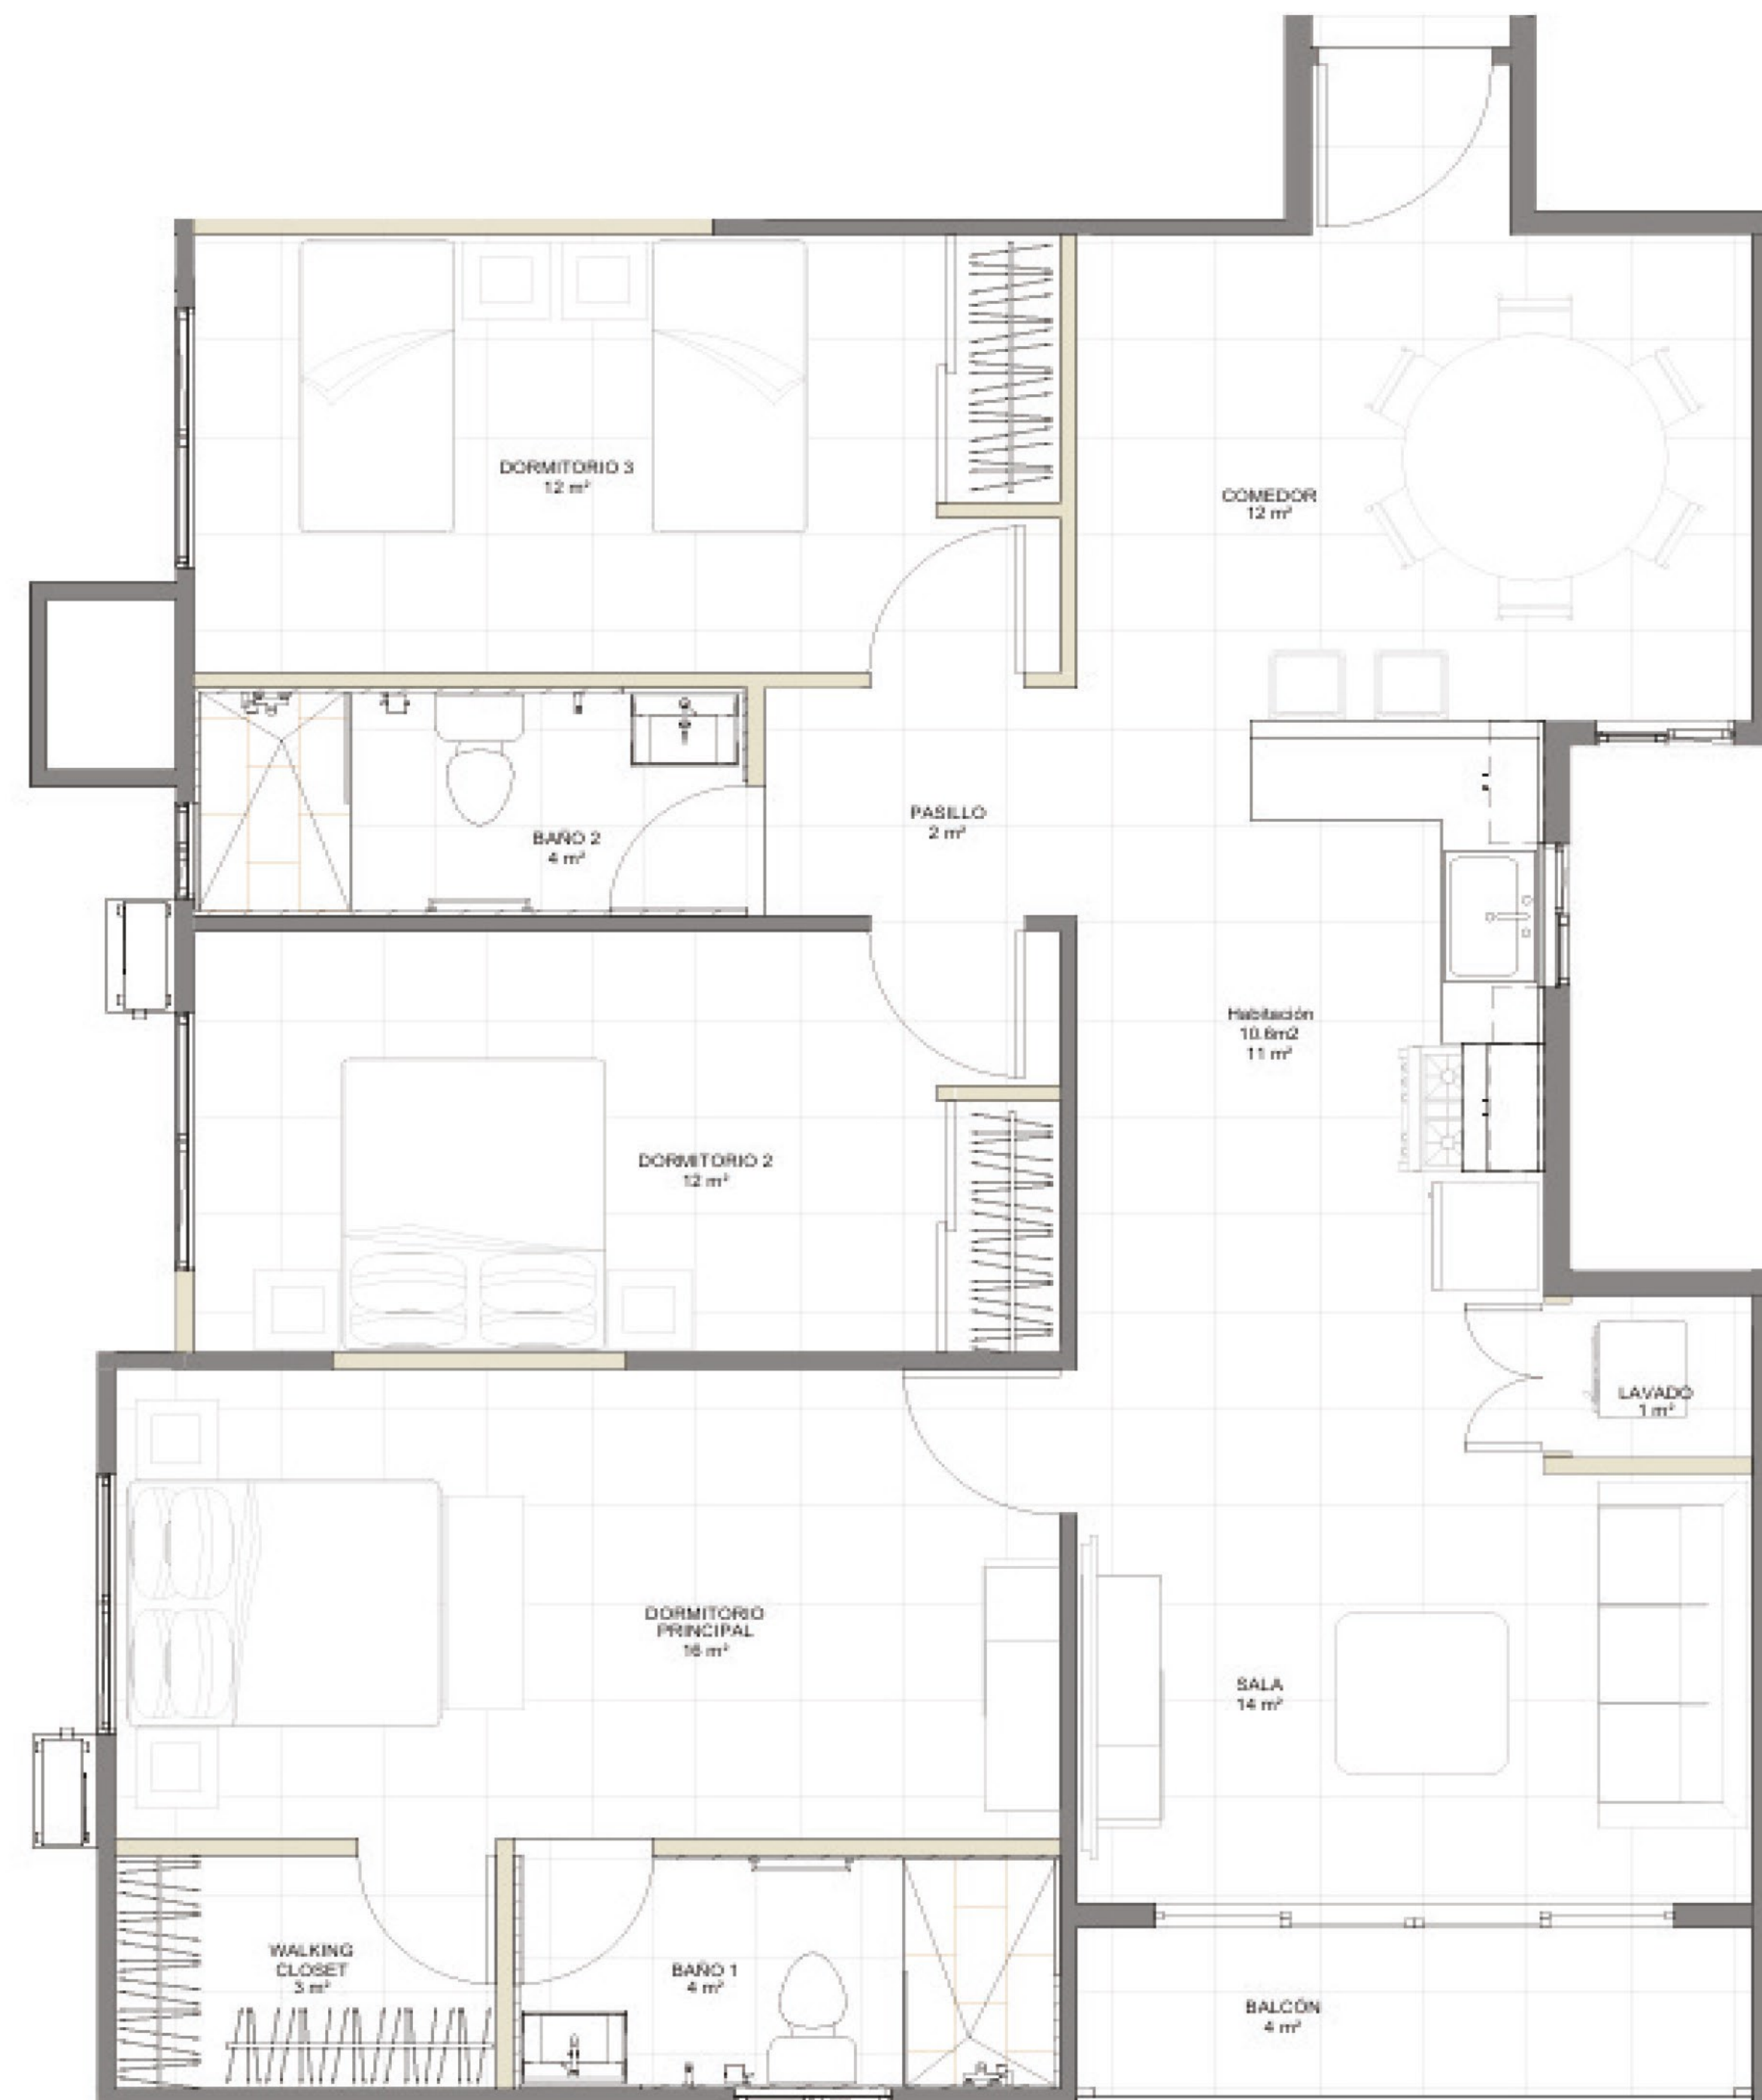 DORMITORIO 3
12 m²
COMEDOR
12 m²
BAÑO 2
4 m²
PASILLO
2 m²
Habitación
10.6m2
11 m²
DORMITORIO 2
12 m²
LAVADO
1 m²
DORMITORIO
PRINCIPAL
16 m²
SALA
14 m²
WALKING
CLOSET
3 m²
BAÑO 1
4 m²
BALCÓN
4 m²